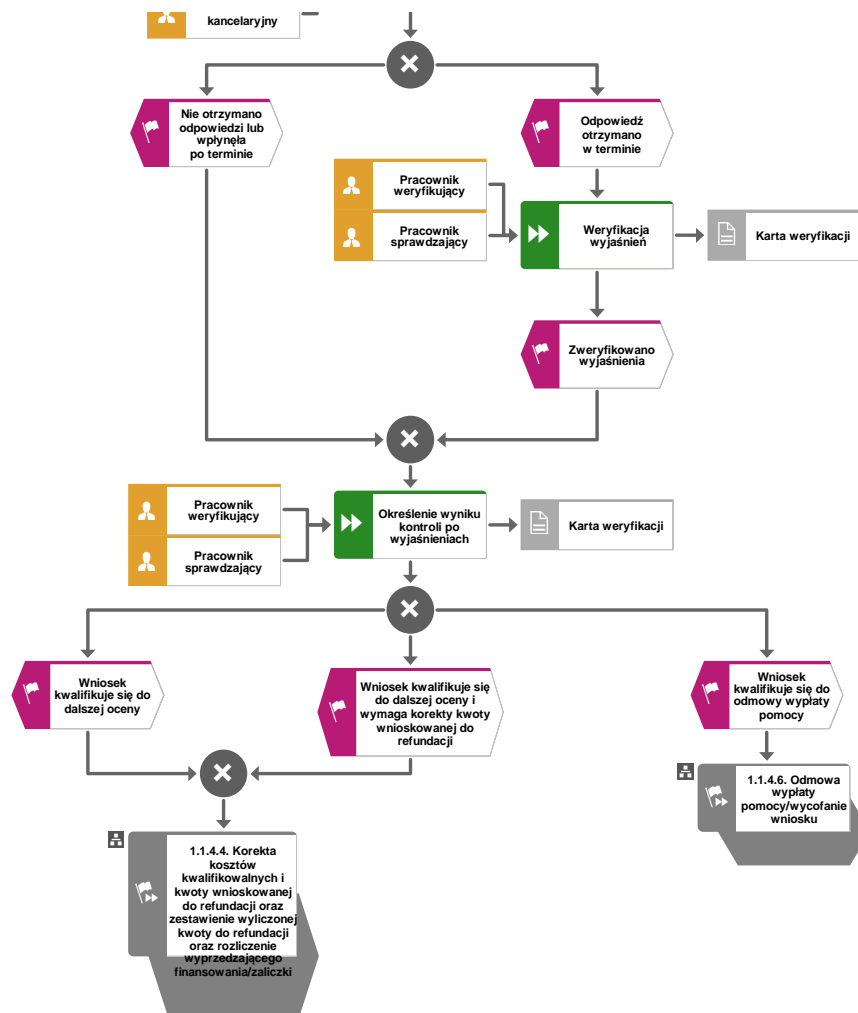 kancelaryjny
Nie otrzymano
odpowiedzi lub
wpłynęła
po terminie
Odpowiedź
otrzymano
w terminie
Pracownik
weryfikujący
Pracownik
sprawdzający
Weryfikacja
wyjaśnień
Karta weryfikacji
Zweryfikowano
wyjaśnienia
Pracownik
weryfikujący
Pracownik
sprawdzający
Określenie wyniku
kontroli po
wyjaśnieniach
Karta weryfikacji
Wniosek
kwalifikuje się do
dalszej oceny
Wniosek kwalifikuje się
do dalszej oceny i
wymaga korekty kwoty
wnioskowanej do
refundacji
Wniosek
kwalifikuje się do
odmowy wypłaty
pomocy
1.1.4.6. Odmowa
wypłaty
pomocy/wycofanie
wniosku
1.1.4.4. Korekta
kosztów
kwalifikowalnych i
kwoty wnioskowanej
do refundacji oraz
zestawienie wyliczonej
kwoty do refundacji
oraz rozliczenie
wyprzedzającego
finansowania/zaliczki